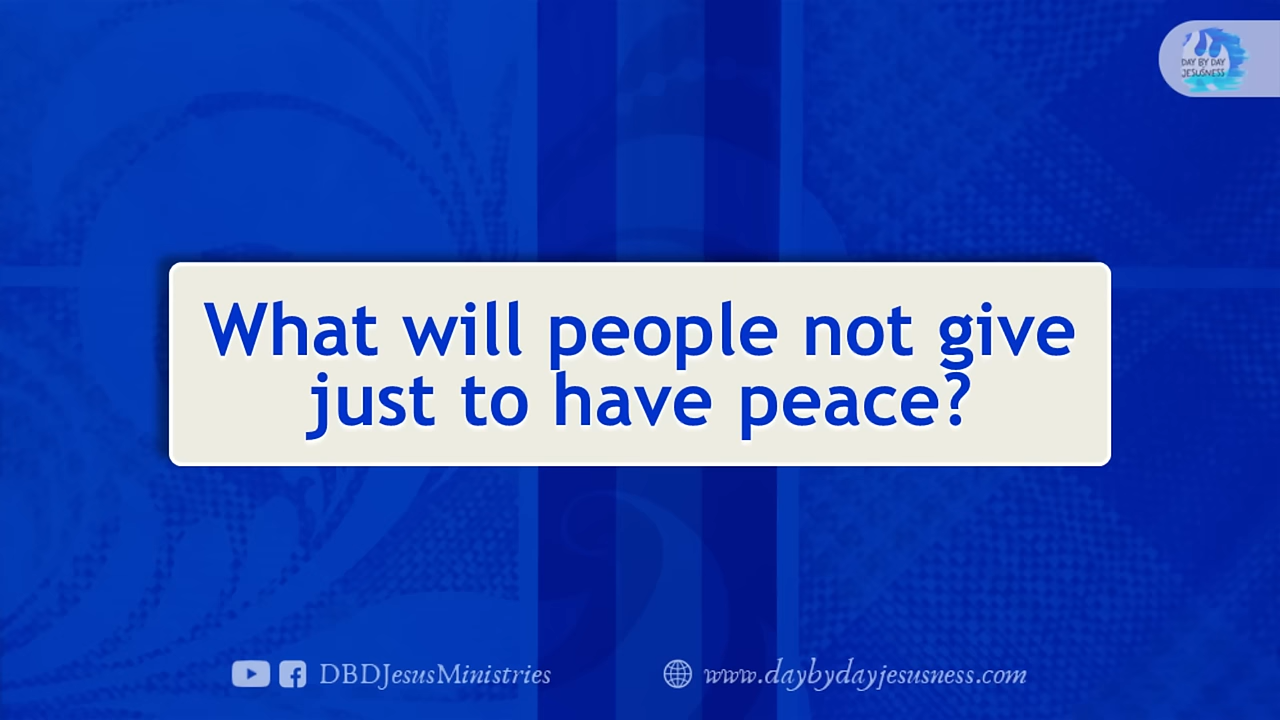 DAY BY DAY
JESUSNESS
What will people not give
just to have peace?
DBDJesusMinistries
www.daybydayjesusness.com